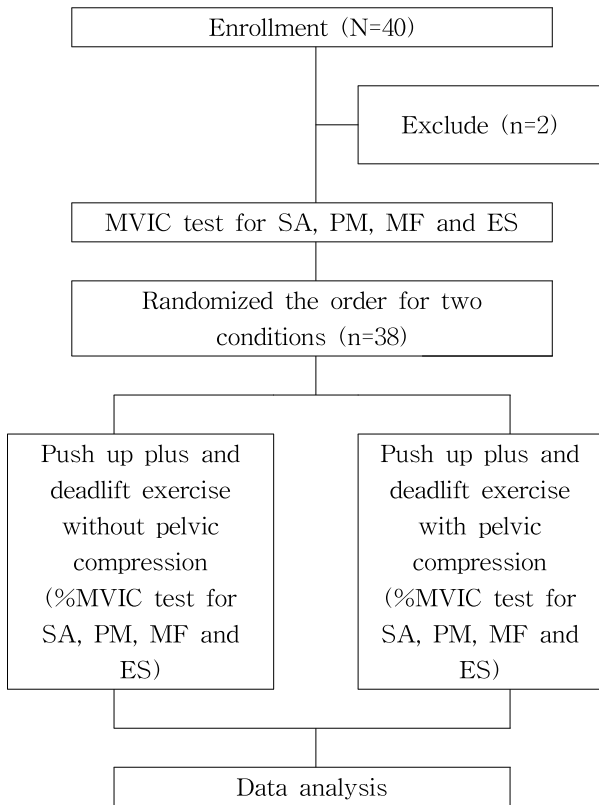 Enrollment (N=40)
Exclude (n=2)
MVIC test for SA, PM, MF and ES
Randomized the order for two
conditions (n=38)
Push up plus and
deadlift exercise
without pelvic
compression
(%MVIC test for
SA, PM, MF and
ES)
Push up plus and
deadlift exercise
with pelvic
compression
(%MVIC test for
SA, PM, MF and
ES)
Data analysis